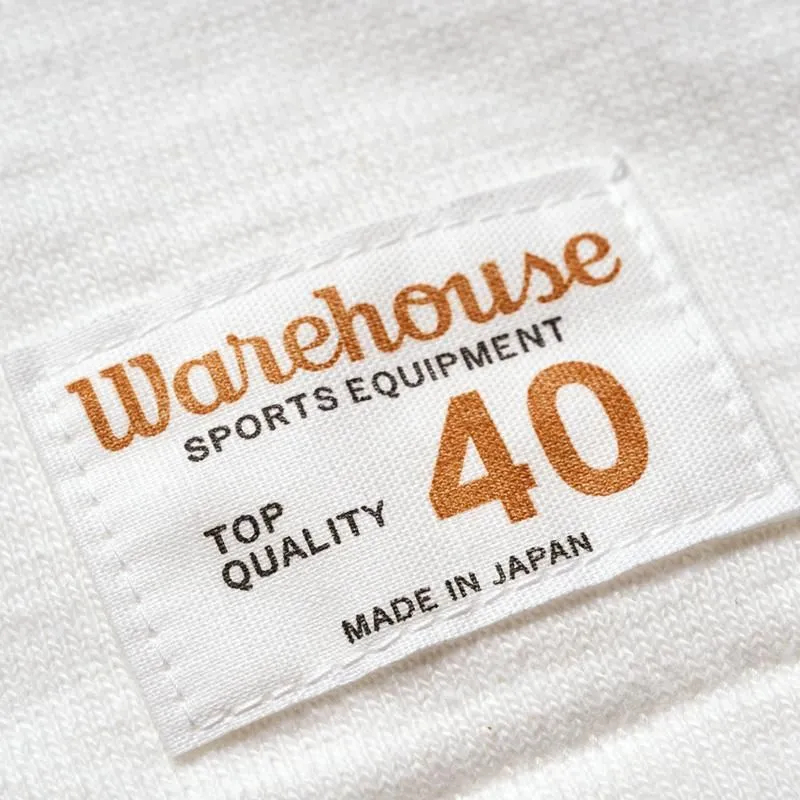 Warehouse
SPORTS EQUIPMENT
40
TOP
QUALITY
MADE IN JAPAN